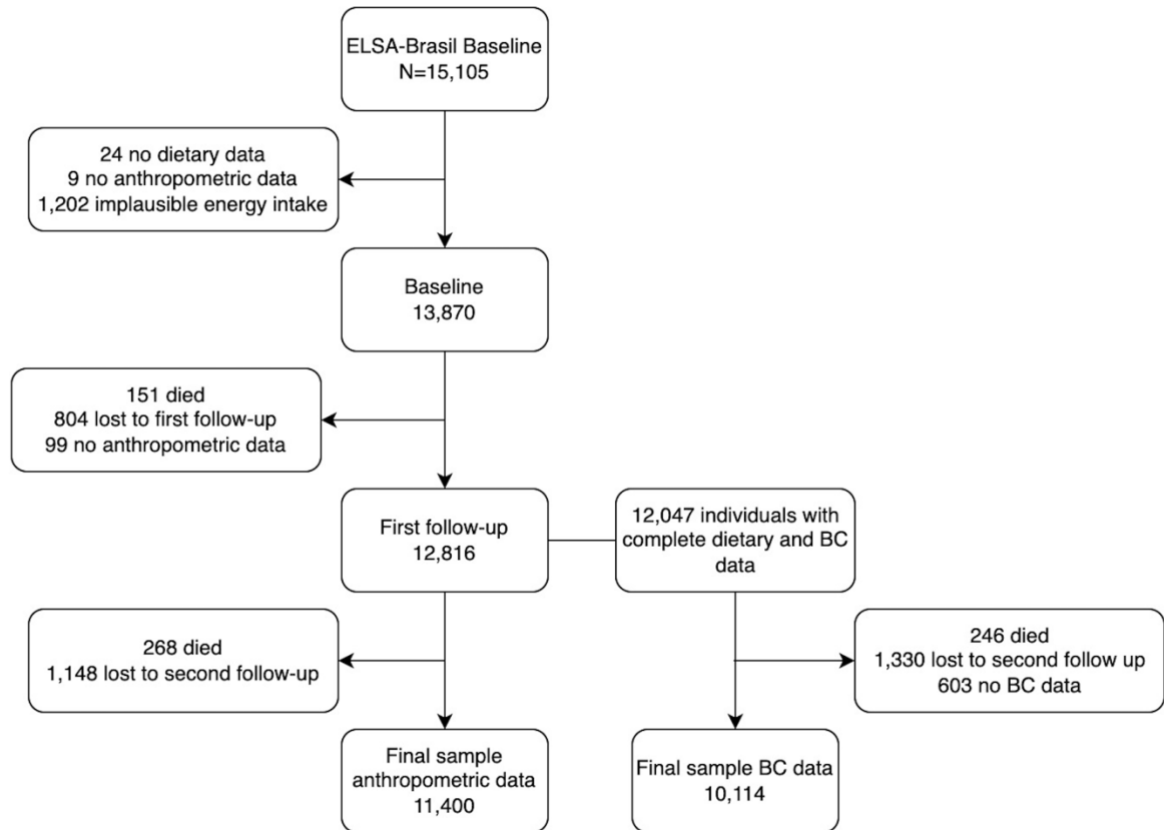 ELSA-Brasil Baseline
N=15,105
24 no dietary data
9 no anthropometric data
1,202 implausible energy intake
Baseline
13,870
151 died
804 lost to first follow-up
99 no anthropometric data
First follow-up
12,816
12,047 individuals with
complete dietary and BC
data
268 died
1,148 lost to second follow-up
246 died
1,330 lost to second follow up
603 no BC data
Final sample
anthropometric data
11,400
Final sample BC data
10,114